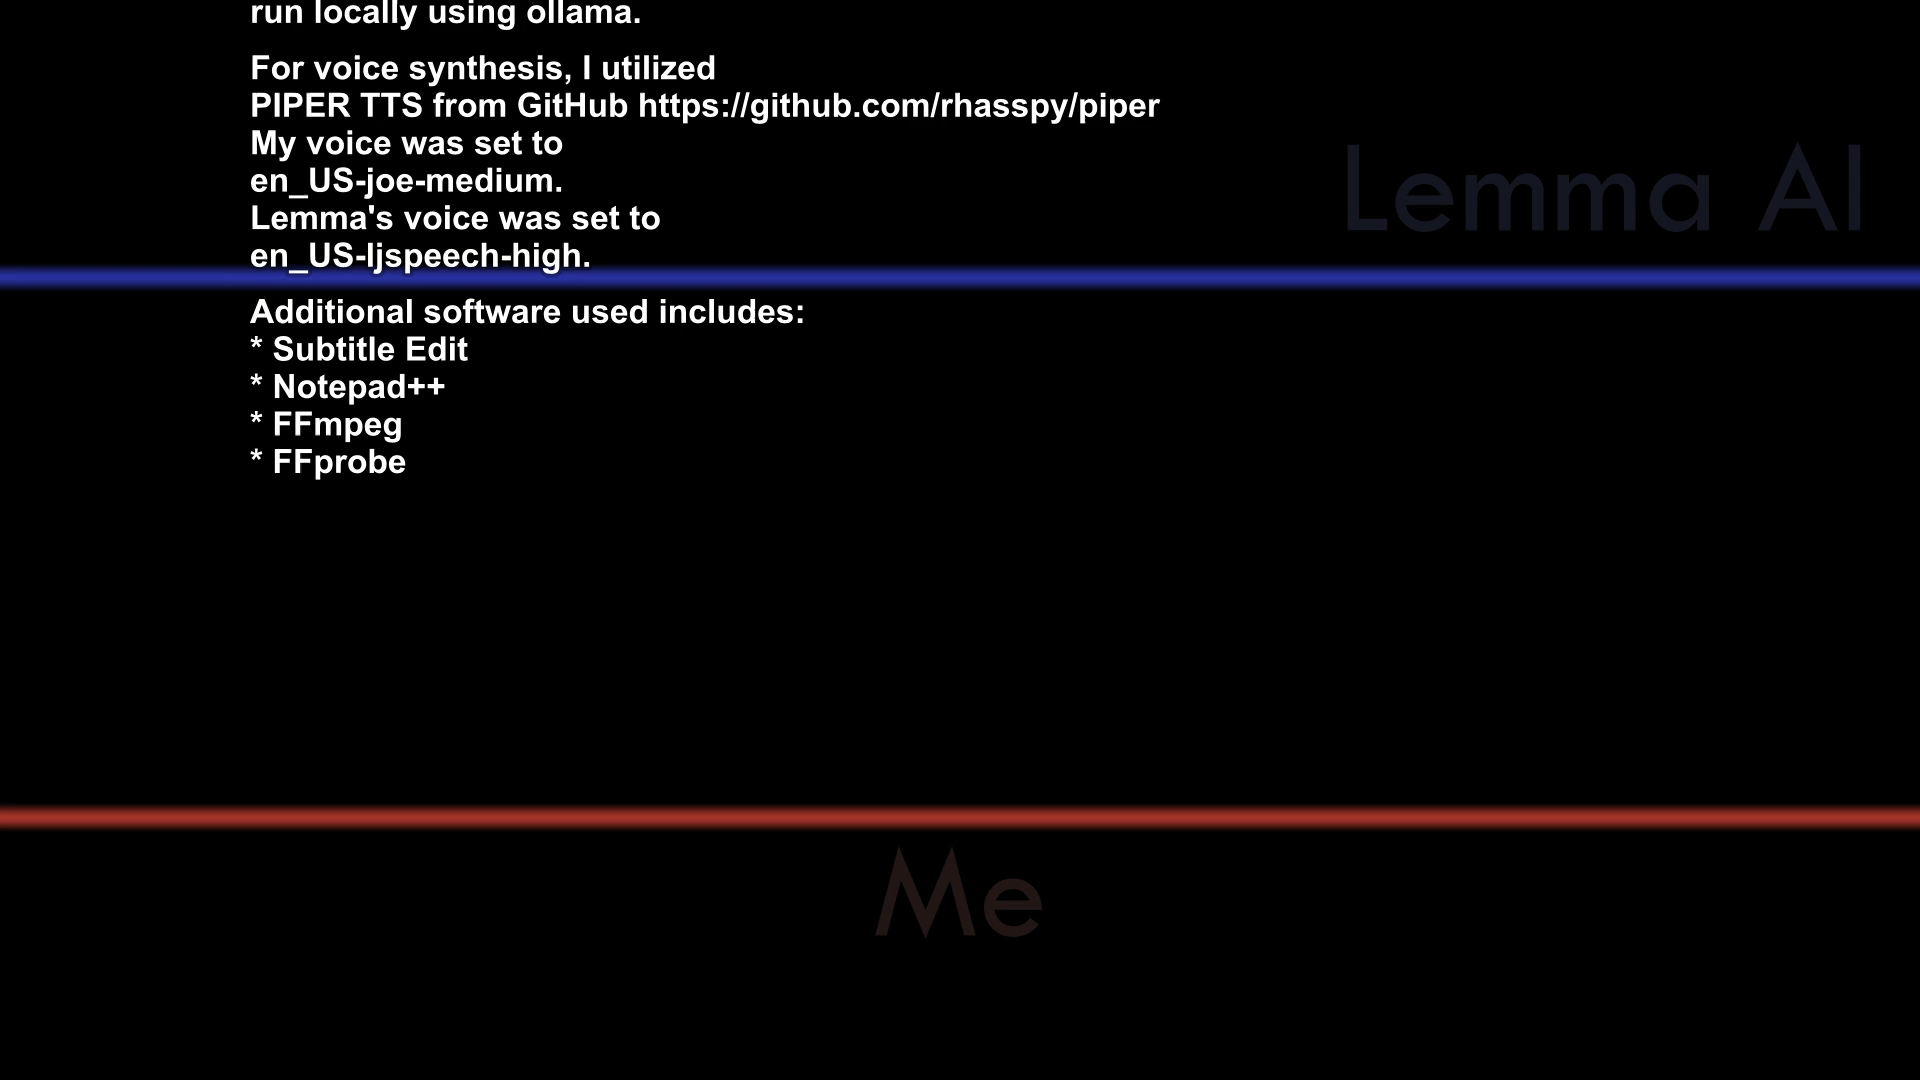 run locally using ollama.
For voice synthesis, I utilized
PIPER TTS from GitHub https://github.com/rhasspy/piper
My voice was set to
en_US-joe-medium.
Lemma's voice was set to
en_US-ljspeech-high.
Lemma AI
Additional software used includes:
* Subtitle Edit
* Notepad++
* FFmpeg
* FFprobe
Me